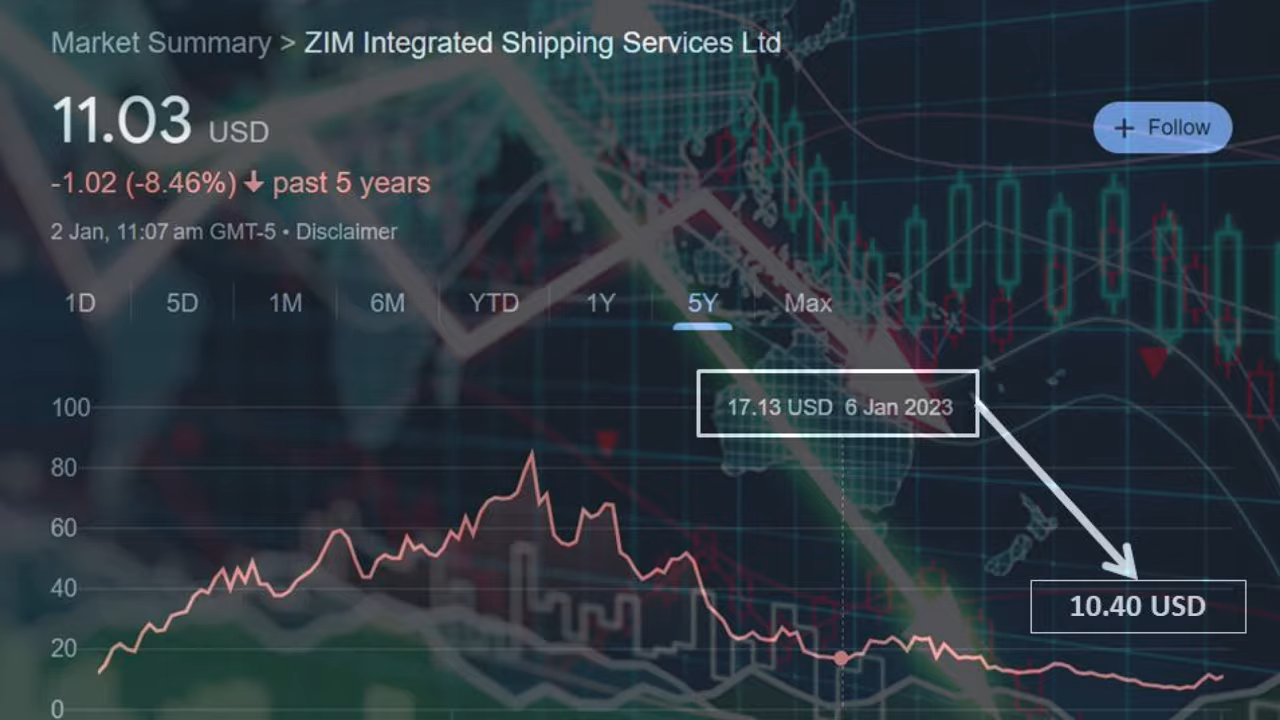 Market Summary > ZIM Integrated Shipping Services Ltd
11.03 USD
+ Follow
-1.02 (-8.46%) ↓ past 5 years
2 Jan, 11:07 am GMT-5 • Disclaimer
1D 5D 1M 6M YTD 1Y 5Y Max
100
17.13 USD 6 Jan 2023
80
60
40
10.40 USD
20
0